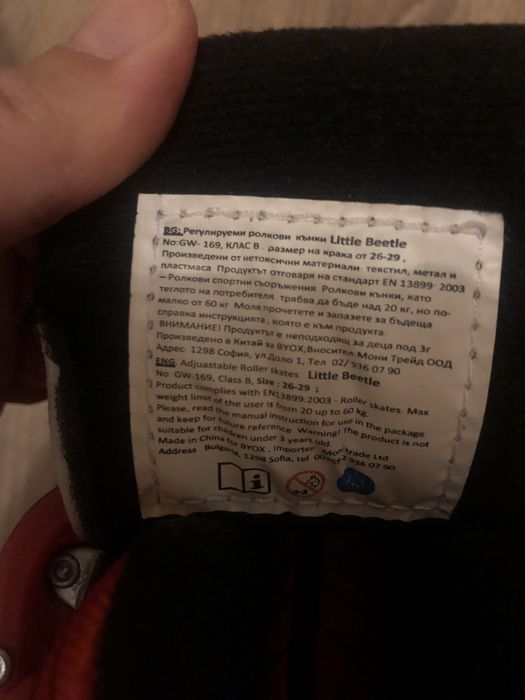 BG: Регулируеми ролкови кънки Little Beetle
No:GW- 169, КЛАС B . размер на крака от 26-29 .
Произведени от нетоксични материали текстил, метал и
пластмаса Продуктът отговаря на стандарт EN 13899 2003
– Ролкови спортни съоръжения. Ролкови кънки, като
теглото на потребителя трябва да бъде над 20 кг, но по-
малко от 60 кг Моля прочетете и запазете за бъдеща
справка инструкцията, която е към продукта.
ВНИМАНИЕ! Продуктът е неподходящ за деца под 3г
Произведено в Китай за BYOX,Вносител Мони Трейд ООД
Адрес 1298 София, ул.Доло 1, Тел 02/ 936 07 90
ENG Adjuastable Roller skates Little Beetle
No GW-169, Class B, Size : 26-29 ;
Product complies with EN13899.2003 - Roller skates. Max
weight limit of the user is from 20 up to 60 kg.
Please, read the manual instruction for use in the package
and keep for future reference Warning! The product is not
suitable for children under 3 years old.
Made in China for BYOX , Importer trade Ltd
Address Bulgaria, 1298 Sofia, tel 936 07 90
0-3